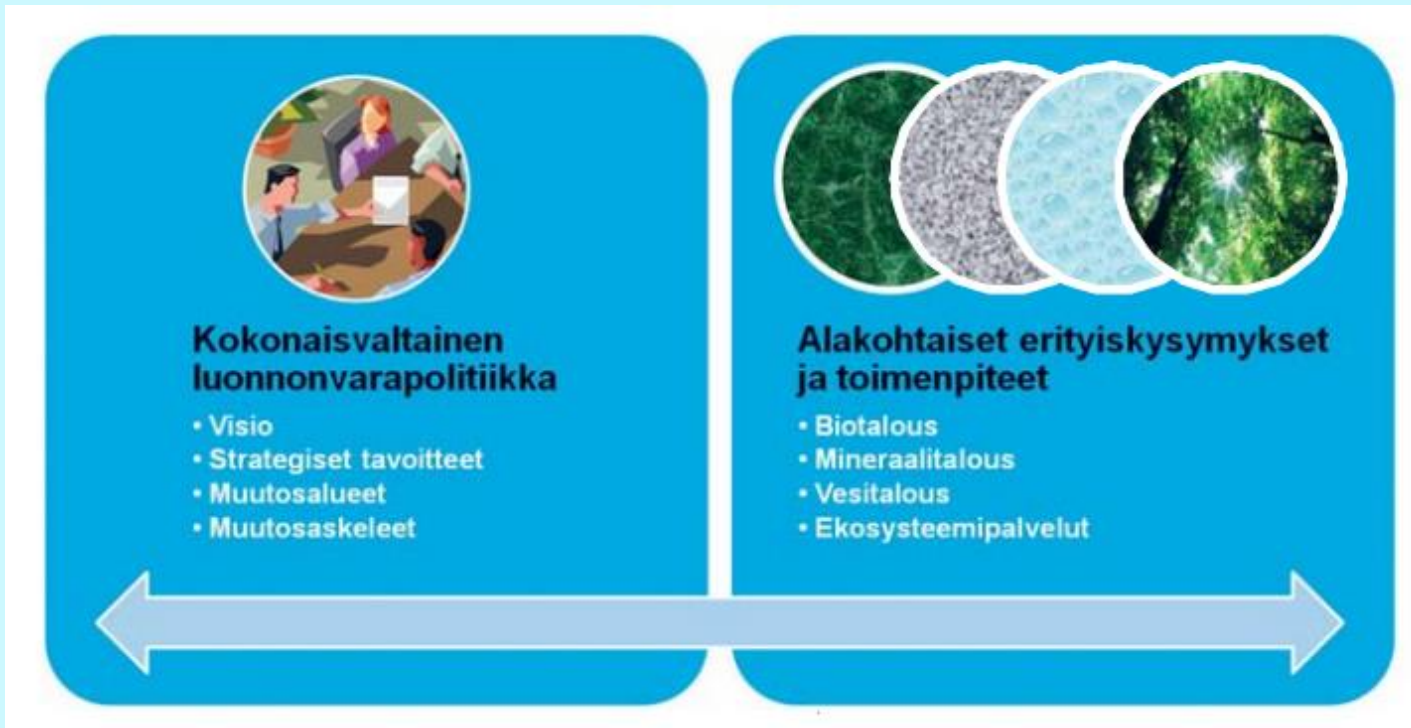 Kokonaisvaltainen
luonnonvarapolitiikka
• Visio
• Strategiset tavoitteet
• Muutosalueet
• Muutosaskeleet
Alakohtaiset erityiskysymykset
ja toimenpiteet
• Biotalous
• Mineraalitalous
• Vesitalous
• Ekosysteemipalvelut